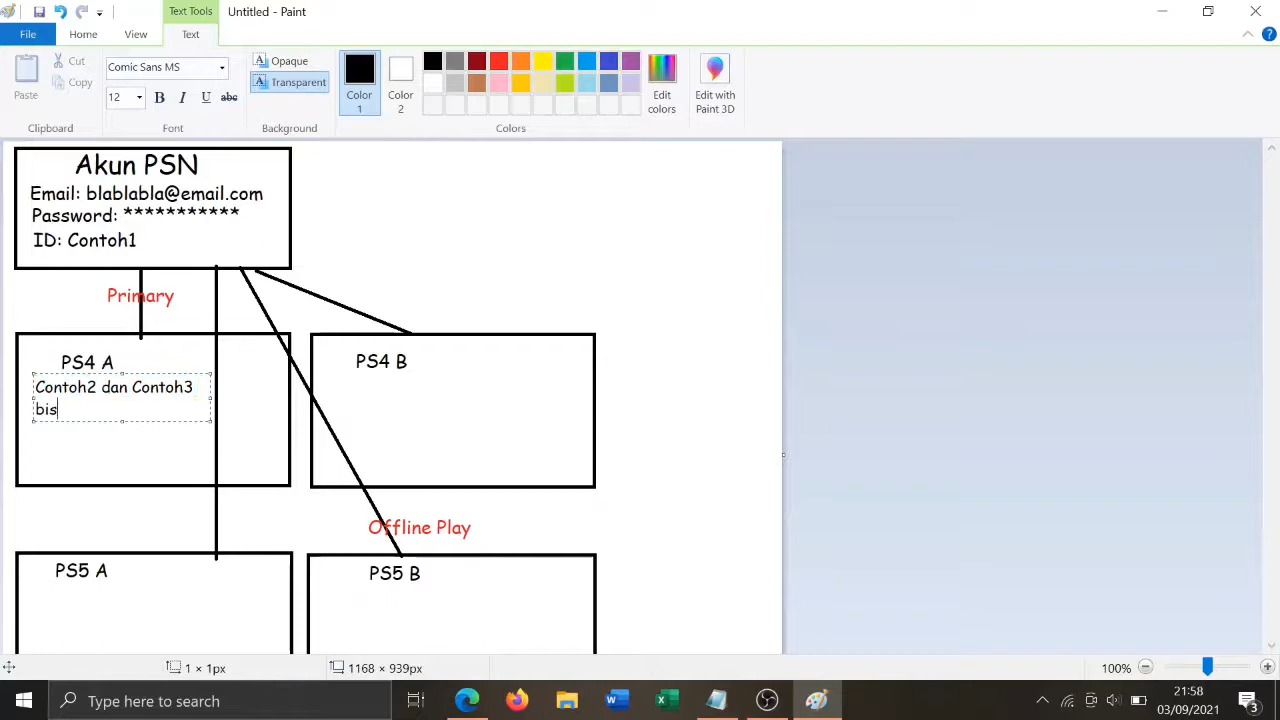 Text Tools
Untitled - Paint
File
Home
View
Text
Paste
Cut
Copy
Clipboard
Comic Sans MS
12
B I U abc
Font
Opaque
Transparent
Background
Color 1
Color 2
Edit colors
Colors
Edit with Paint 3D
Akun PSN
Email: blablabla@email.com
Password: ***********
ID: Contoh1
Primary
PS4 A
Contoh2 dan Contoh3
bis
PS4 B
Offline Play
PS5 A
PS5 B
1 × 1px
1168 × 939px
100%
Type here to search
21:58
03/09/2021
3